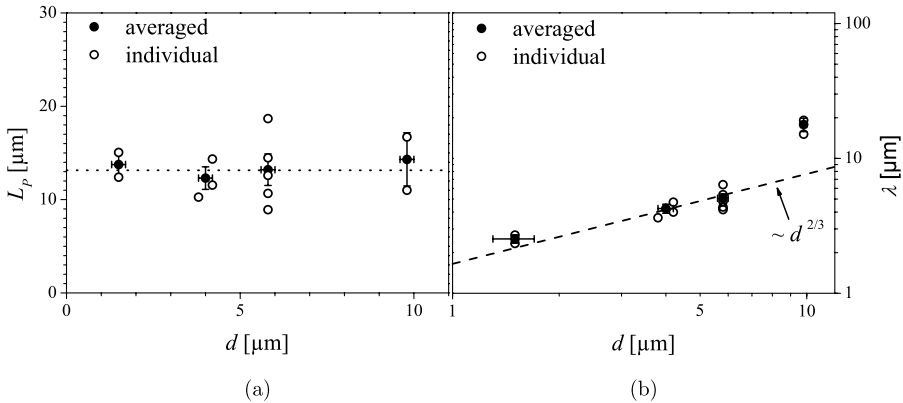 averaged
individual
30
20
10
0
L_p [µm]
0
5
10
d [µm]
(a)
averaged
individual
100
10
1
λ [µm]
~ d^{2/3}
1
5
10
d [µm]
(b)